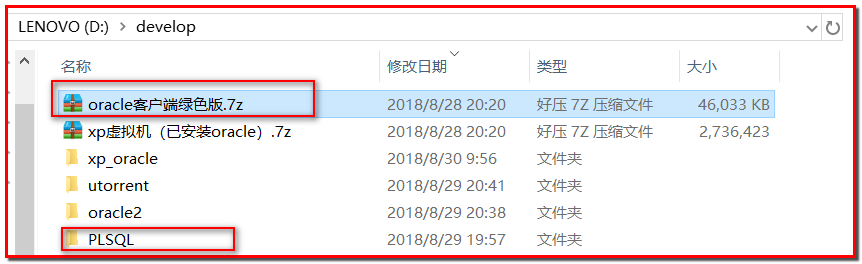 LENOVO (D:) > develop
名称 修改日期 类型 大小
oracle客户端绿色版.7z 2018/8/28 20:20 好压 7Z 压缩文件 46,033 KB
xp虚拟机（已安装oracle）.7z 2018/8/28 20:20 好压 7Z 压缩文件 2,736,423
xp_oracle 2018/8/30 9:56 文件夹
utorrent 2018/8/29 20:41 文件夹
oracle2 2018/8/29 20:38 文件夹
PLSQL 2018/8/29 19:57 文件夹